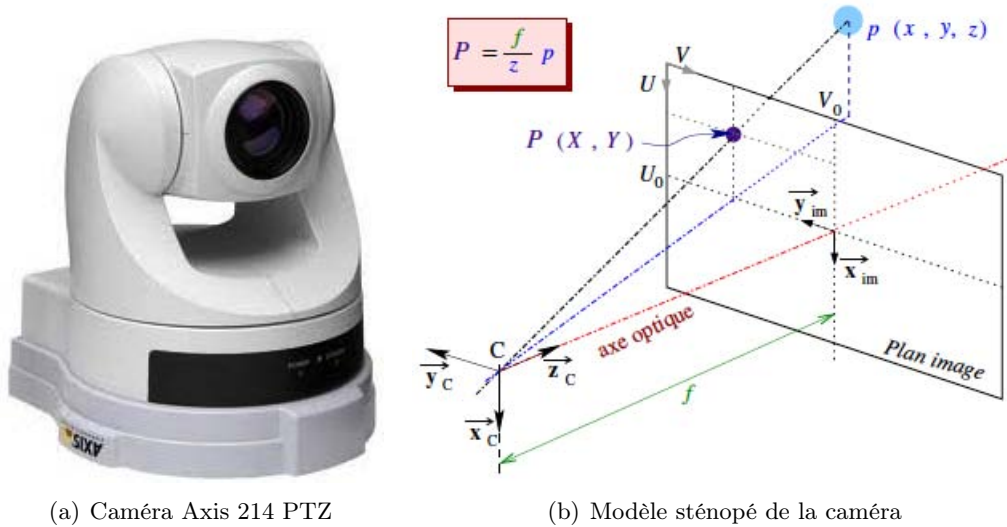 P = f/z p
p (x , y, z)
V
U
V₀
P (X , Y)
U₀
y⃗ im
x⃗ im
axe optique
C
z⃗ C
y⃗ C
x⃗ C
f
Plan image
AXIS
(a) Caméra Axis 214 PTZ
(b) Modèle sténopé de la caméra